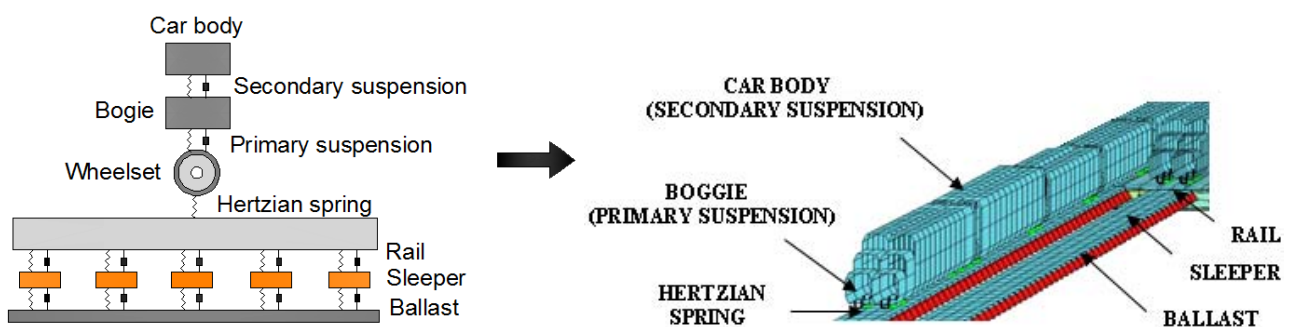 Car body
Secondary suspension
Bogie
Primary suspension
Wheelset
Hertzian spring
Rail
Sleeper
Ballast
CAR BODY
(SECONDARY SUSPENSION)
BOGGIE
(PRIMARY SUSPENSION)
HERTZIAN
SPRING
RAIL
SLEEPER
BALLAST